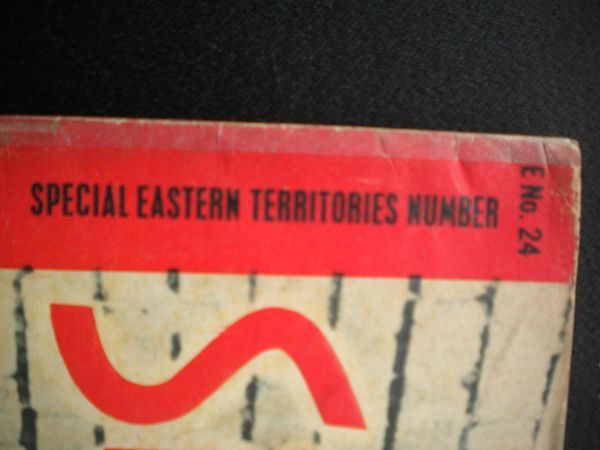 SPECIAL EASTERN TERRITORIES NUMBER
E No. 24